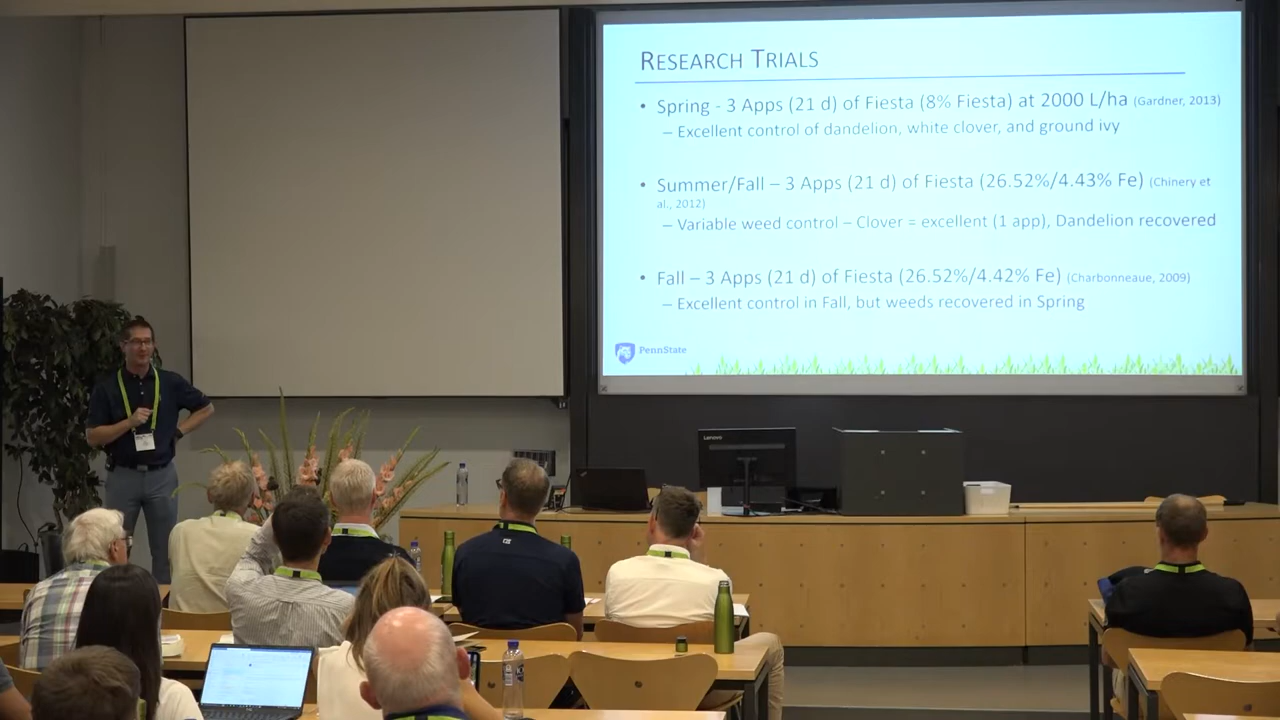 RESEARCH TRIALS
• Spring - 3 Apps (21 d) of Fiesta (8% Fiesta) at 2000 L/ha (Gardner, 2013)
– Excellent control of dandelion, white clover, and ground ivy
• Summer/Fall – 3 Apps (21 d) of Fiesta (26.52%/4.43% Fe) (Chinery et
al., 2012)
– Variable weed control – Clover = excellent (1 app), Dandelion recovered
• Fall – 3 Apps (21 d) of Fiesta (26.52%/4.42% Fe) (Charbonneaue, 2009)
– Excellent control in Fall, but weeds recovered in Spring
PennState
Lenovo